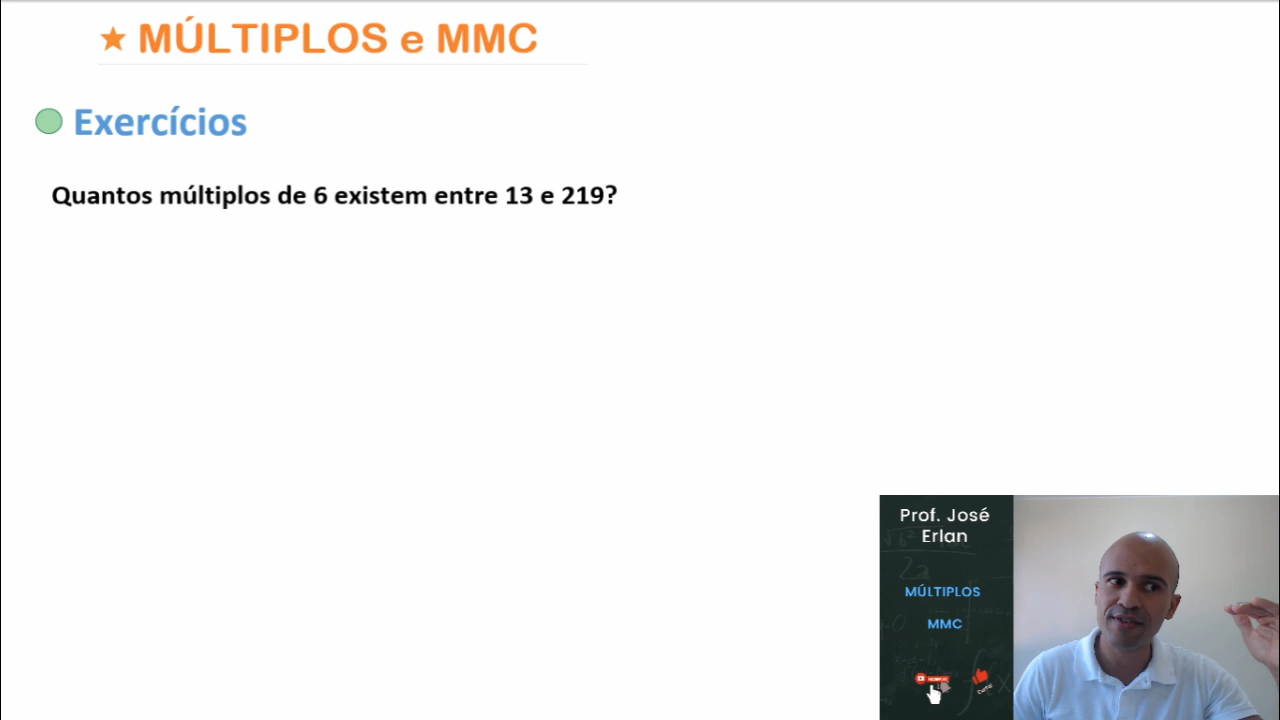 ★ MÚLTIPLOS e MMC
Exercícios
Quantos múltiplos de 6 existem entre 13 e 219?
Prof. José
Erlan
MÚLTIPLOS
MMC